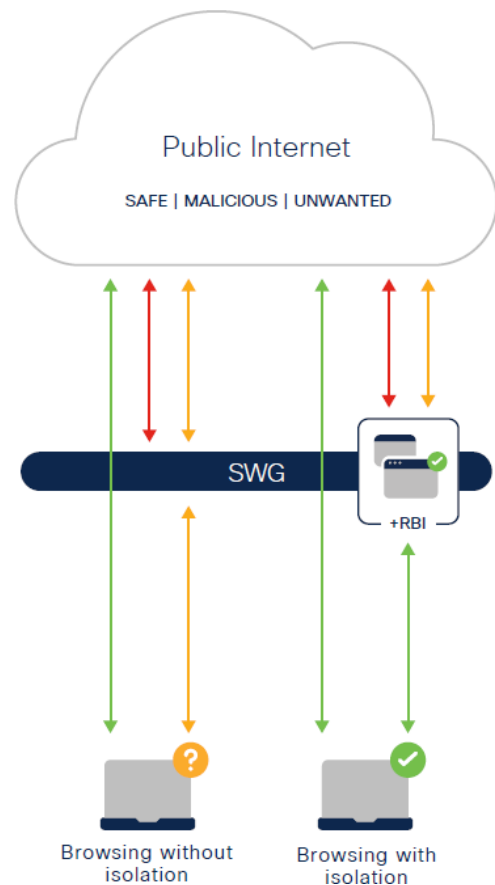 Public Internet
SAFE | MALICIOUS | UNWANTED
SWG
+RBI
?
Browsing without
isolation
Browsing with
isolation